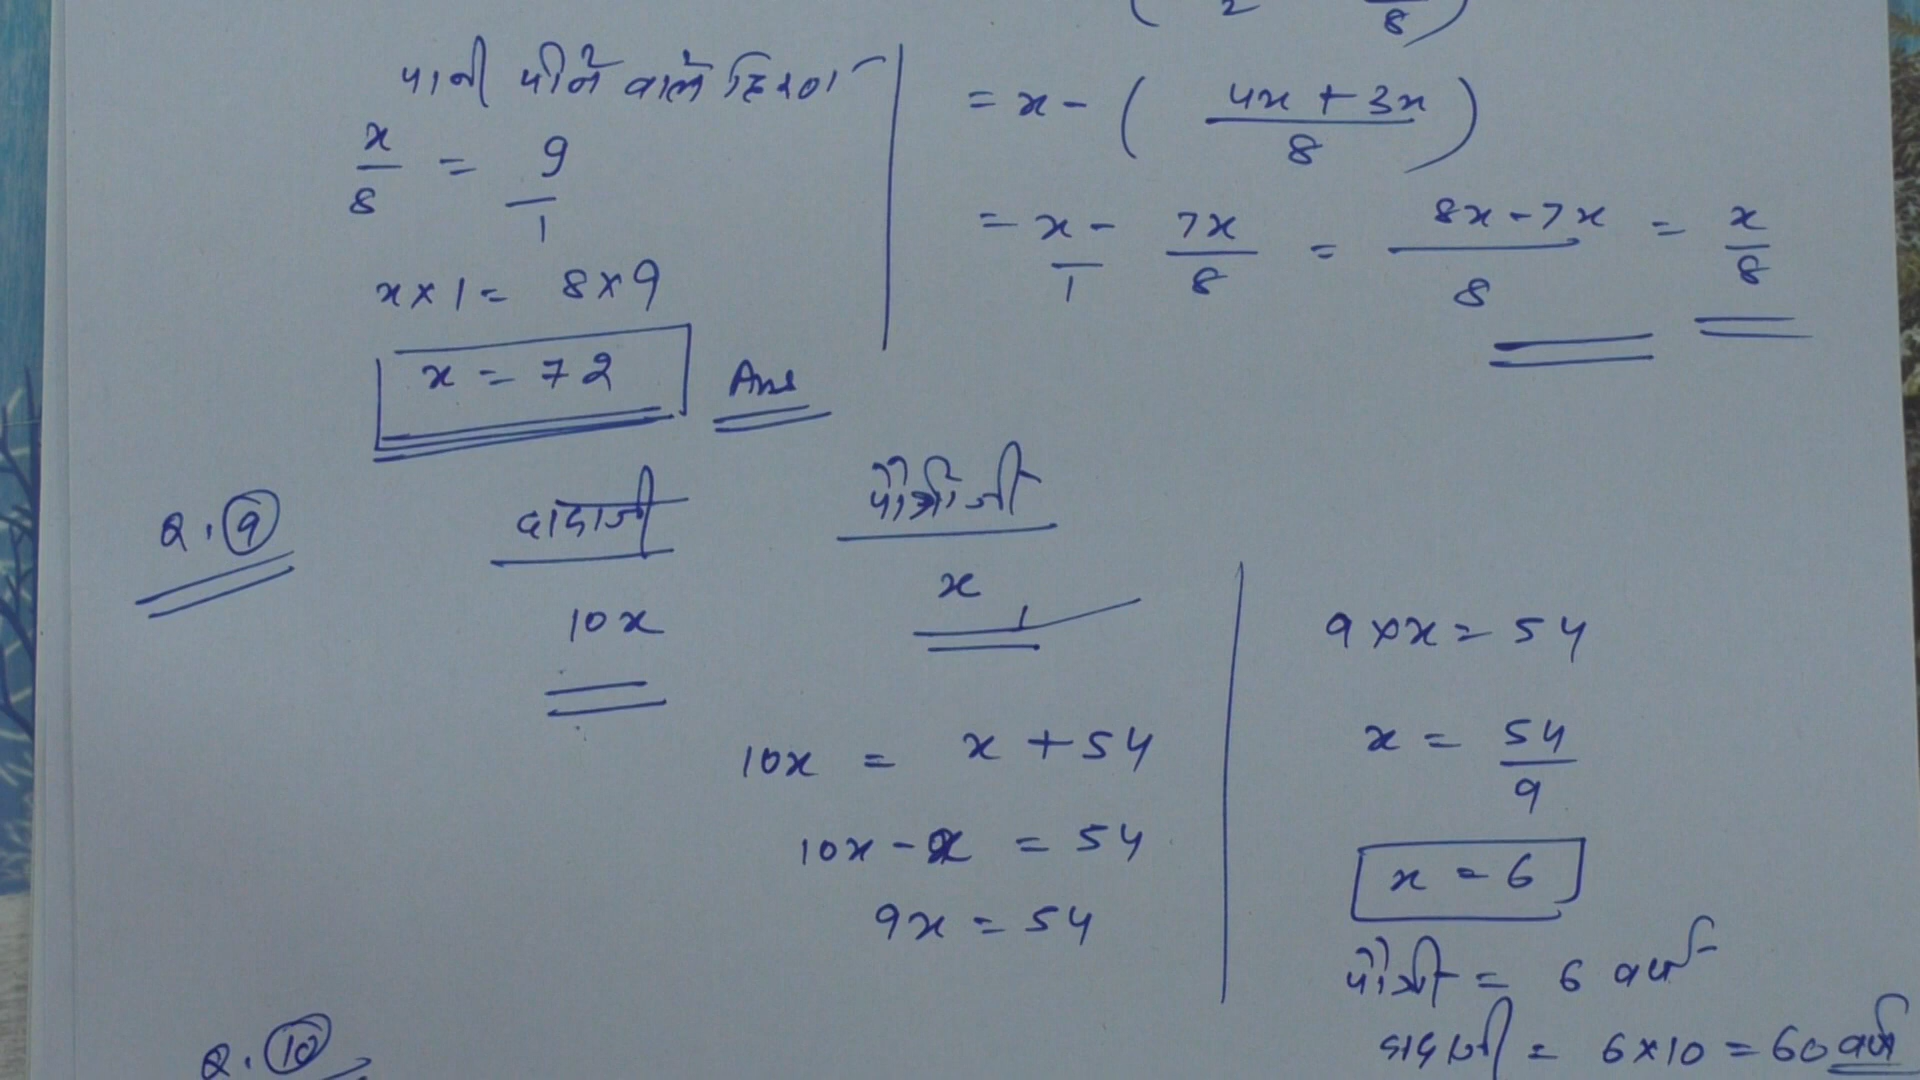 पानी पीने वाले हिरण
x/8 = 9/1
x × 1 = 8 × 9
x = 72 Ans
2 8 )
= x - ( 4x + 3x / 8 )
= x/1 - 7x/8 = 8x - 7x / 8 = x/8
Q. 9
दादाजी
10x
x
10x = x + 54
10x - x = 54
9x = 54
9 × x = 54
x = 54/9
x = 6
पौत्री = 6 वर्ष
दादाजी = 6 × 10 = 60 वर्ष
Q. 10